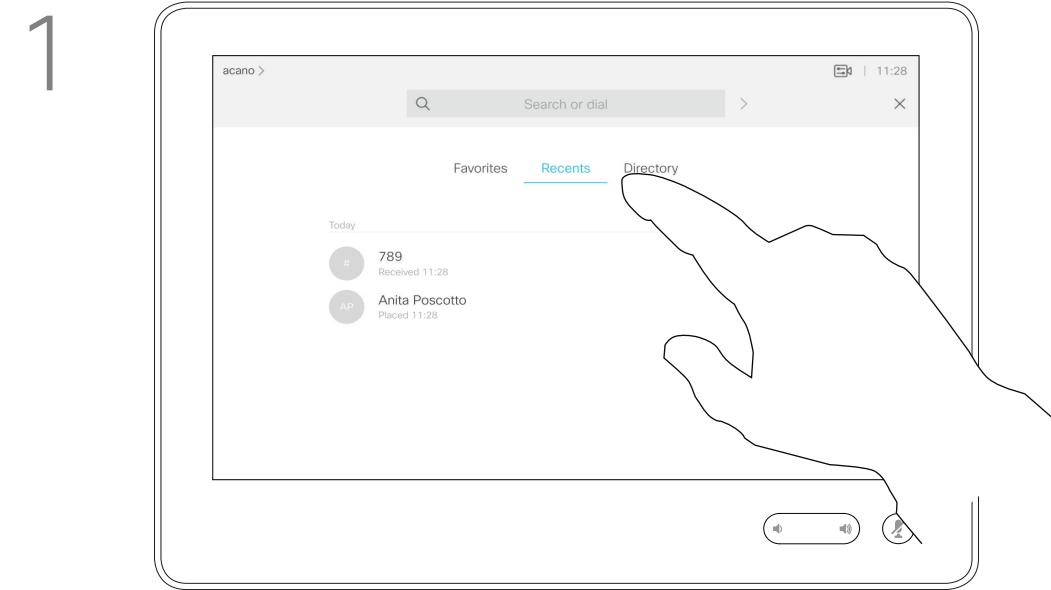 1
acano >
11:28
Search or dial
>
Favorites Recents Directory
Today
#
789
Received 11:28
AP
Anita Poscotto
Placed 11:28